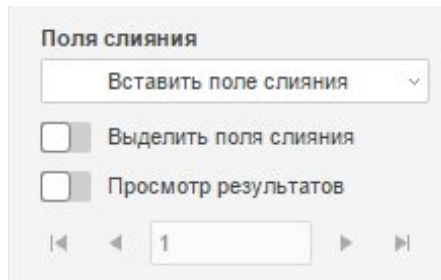 Поля слияния
Вставить поле слияния
Выделить поля слияния
Просмотр результатов
1